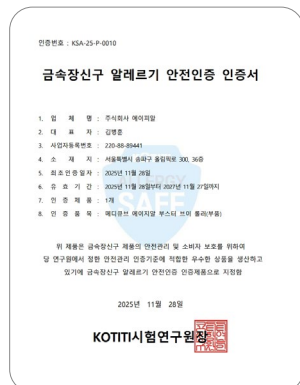 인증번호 : KSA-25-P-0010
금속장신구 알레르기 안전인증 인증서
1. 업 체 명 : 주식회사 에이피알
2. 대 표 자 : 김병훈
3. 사업자등록번호 : 220-88-89441
4. 소 재 지 : 서울특별시 송파구 올림픽로 300, 36층
5. 최초인증일자 : 2025년 11월 28일
6. 유 효 기 간 : 2025년 11월 28일부터 2027년 11월 27일까지
7. 인 증 제 품 : 1개
8. 인 증 품 목 : 메디큐브 에이지알 부스터 브이 롤러(부품)
ALLERGY
SAFE
위 제품은 금속장신구 제품의 안전관리 및 소비자 보호를 위하여
당 연구원에서 정한 안전관리 인증기준에 적합한 우수한 상품을 생산하고
있기에 금속장신구 알레르기 안전인증 인증제품으로 지정함
2025년 11월 28일
KOTITI시험연구원장